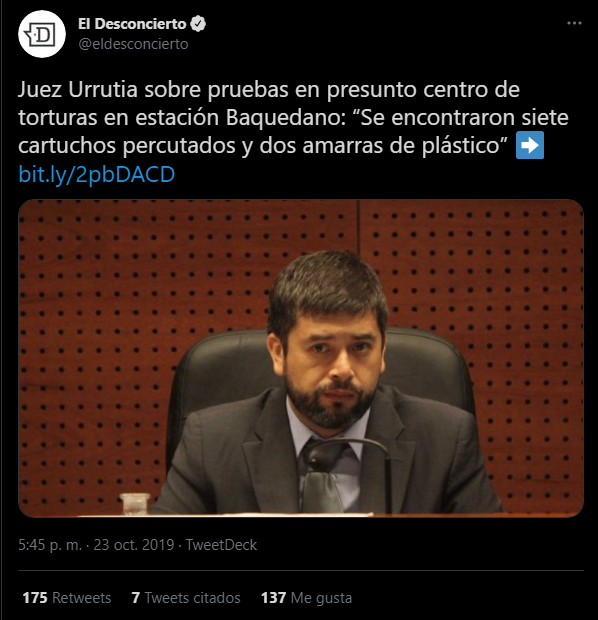 El Desconcierto
@eldesconcierto
Juez Urrutia sobre pruebas en presunto centro de
torturas en estación Baquedano: “Se encontraron siete
cartuchos percutados y dos amarras de plástico” ➡
bit.ly/2pbDACD
5:45 p. m. · 23 oct. 2019 · TweetDeck
175 Retweets 7 Tweets citados 137 Me gusta